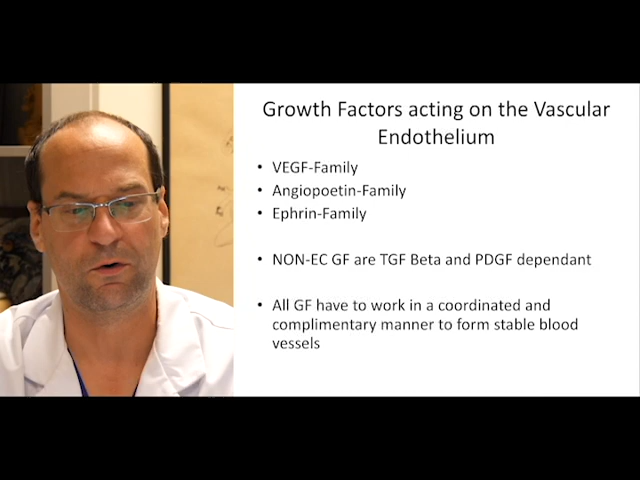 Growth Factors acting on the Vascular
Endothelium
• VEGF-Family
• Angiopoetin-Family
• Ephrin-Family
• NON-EC GF are TGF Beta and PDGF dependant
• All GF have to work in a coordinated and
complimentary manner to form stable blood
vessels